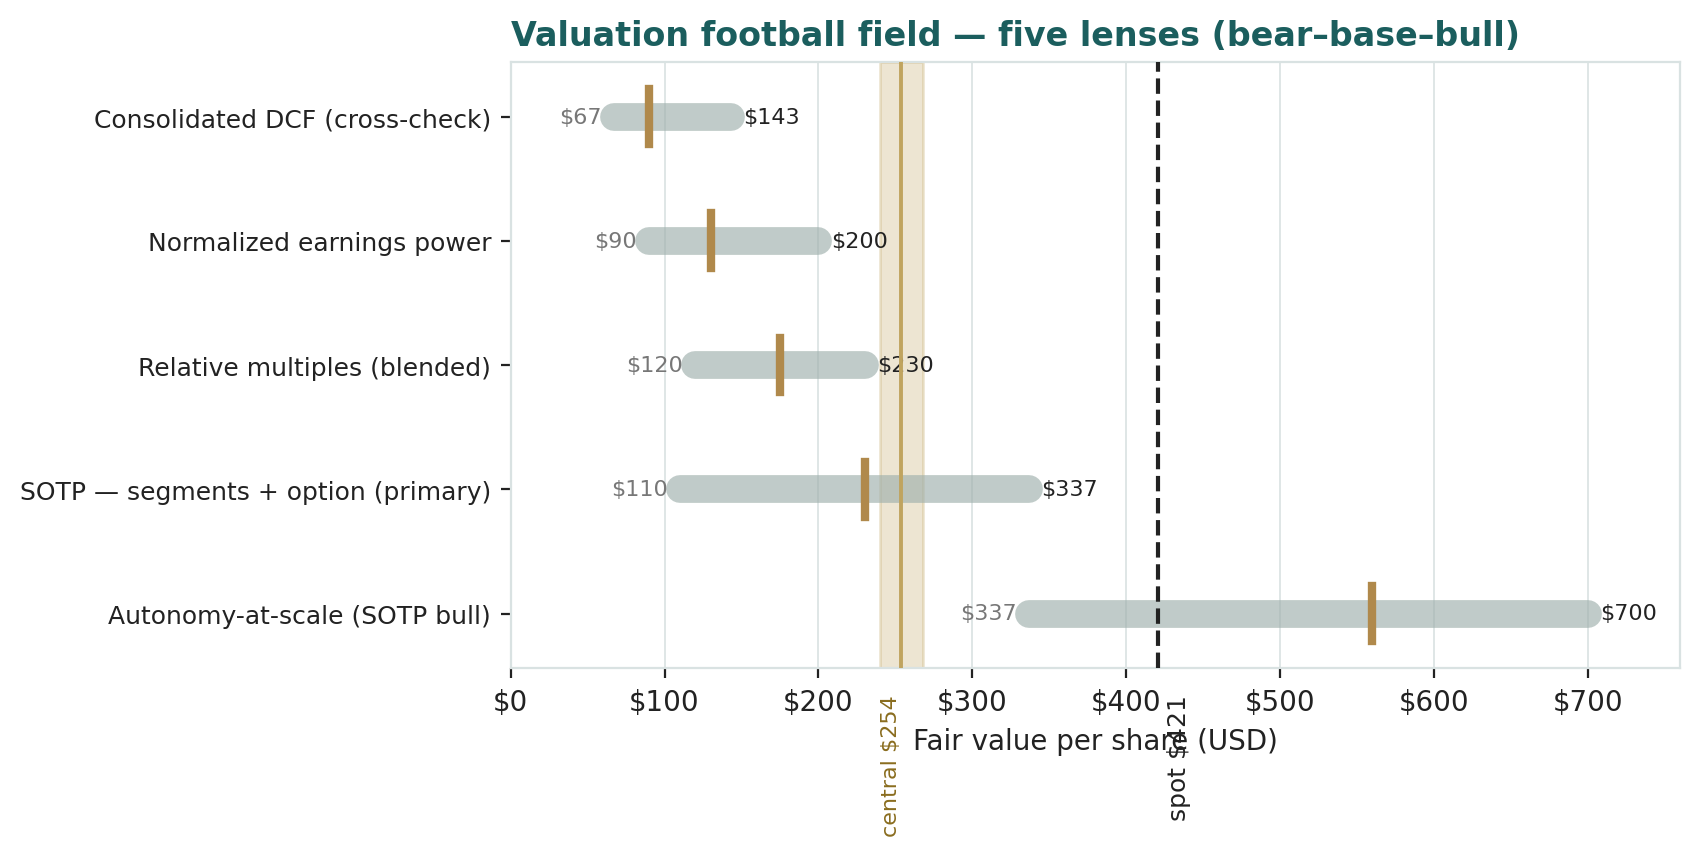 Valuation football field — five lenses (bear–base–bull)
Consolidated DCF (cross-check)
$67
$143
Normalized earnings power
$90
$200
Relative multiples (blended)
$120
$230
SOTP — segments + option (primary)
$110
$337
Autonomy-at-scale (SOTP bull)
$337
$700
$0
$100
$200
$300
$400
$500
$600
$700
central $254
spot $421
Fair value per share (USD)